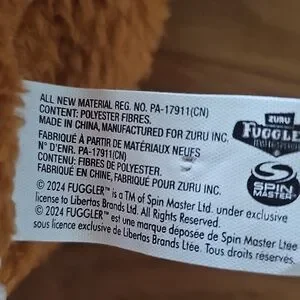 ALL NEW MATERIAL REG. NO. PA-17911(CN)
CONTENT: POLYESTER FIBRES.
MADE IN CHINA, MANUFACTURED FOR ZURU INC.
FABRIQUÉ À PARTIR DE MATÉRIAUX NEUFS
N° D'ENR. PA-17911(CN)
CONTENU: FIBRES DE POLYESTER.
FABRIQUÉ EN CHINE, FABRIQUÉ POUR ZURU INC.
© 2024 FUGGLER™ is a TM of Spin Master Ltd. under exclusive
license to Libertas Brands Ltd. All Rights Reserved.
© 2024 FUGGLER™ est une marque déposée de Spin Master Ltée
sous licence exclusive de Libertas Brands Ltée. Tous droits réservés.
ZURU
FUGGLER
SPIN
MASTER